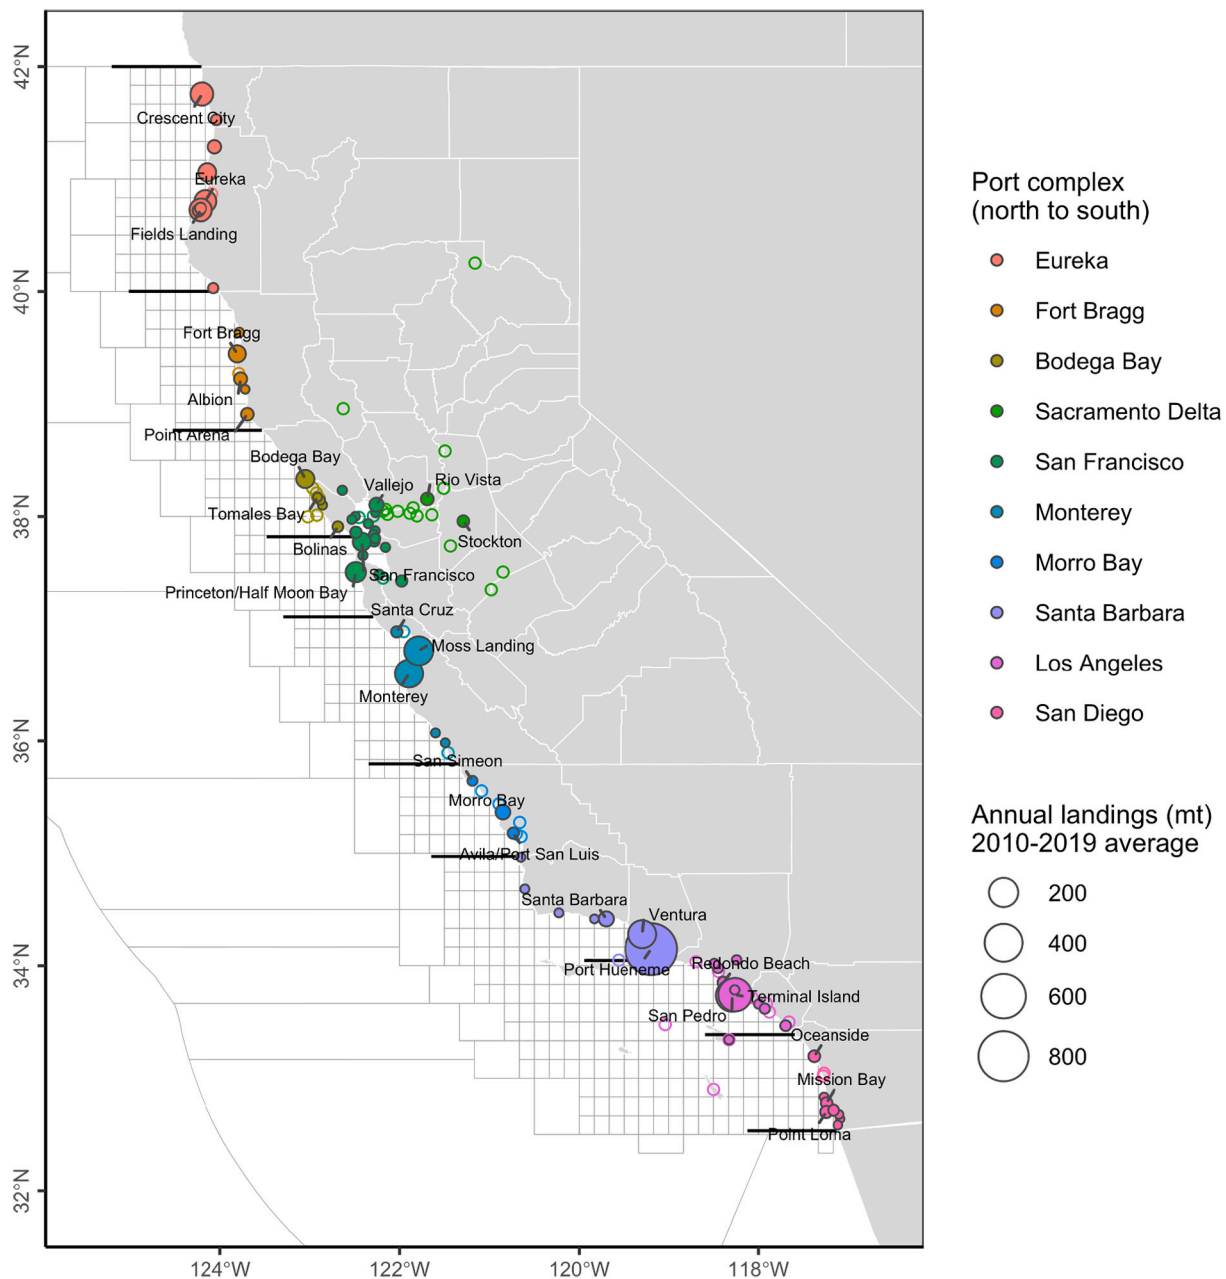 42°N
40°N
38°N
36°N
34°N
32°N
124°W
122°W
120°W
118°W
Crescent City
Eureka
Fields Landing
Fort Bragg
Albion
Point Arena
Bodega Bay
Vallejo
Rio Vista
Tomales Bay
Stockton
Bolinas
San Francisco
Princeton/Half Moon Bay
Santa Cruz
Moss Landing
Monterey
San Simeon
Morro Bay
Avila/Port San Luis
Santa Barbara
Ventura
Port Hueneme
Redondo Beach
Terminal Island
San Pedro
Oceanside
Mission Bay
Point Loma
Port complex
(north to south)
Eureka
Fort Bragg
Bodega Bay
Sacramento Delta
San Francisco
Monterey
Morro Bay
Santa Barbara
Los Angeles
San Diego
Annual landings (mt)
2010-2019 average
200
400
600
800